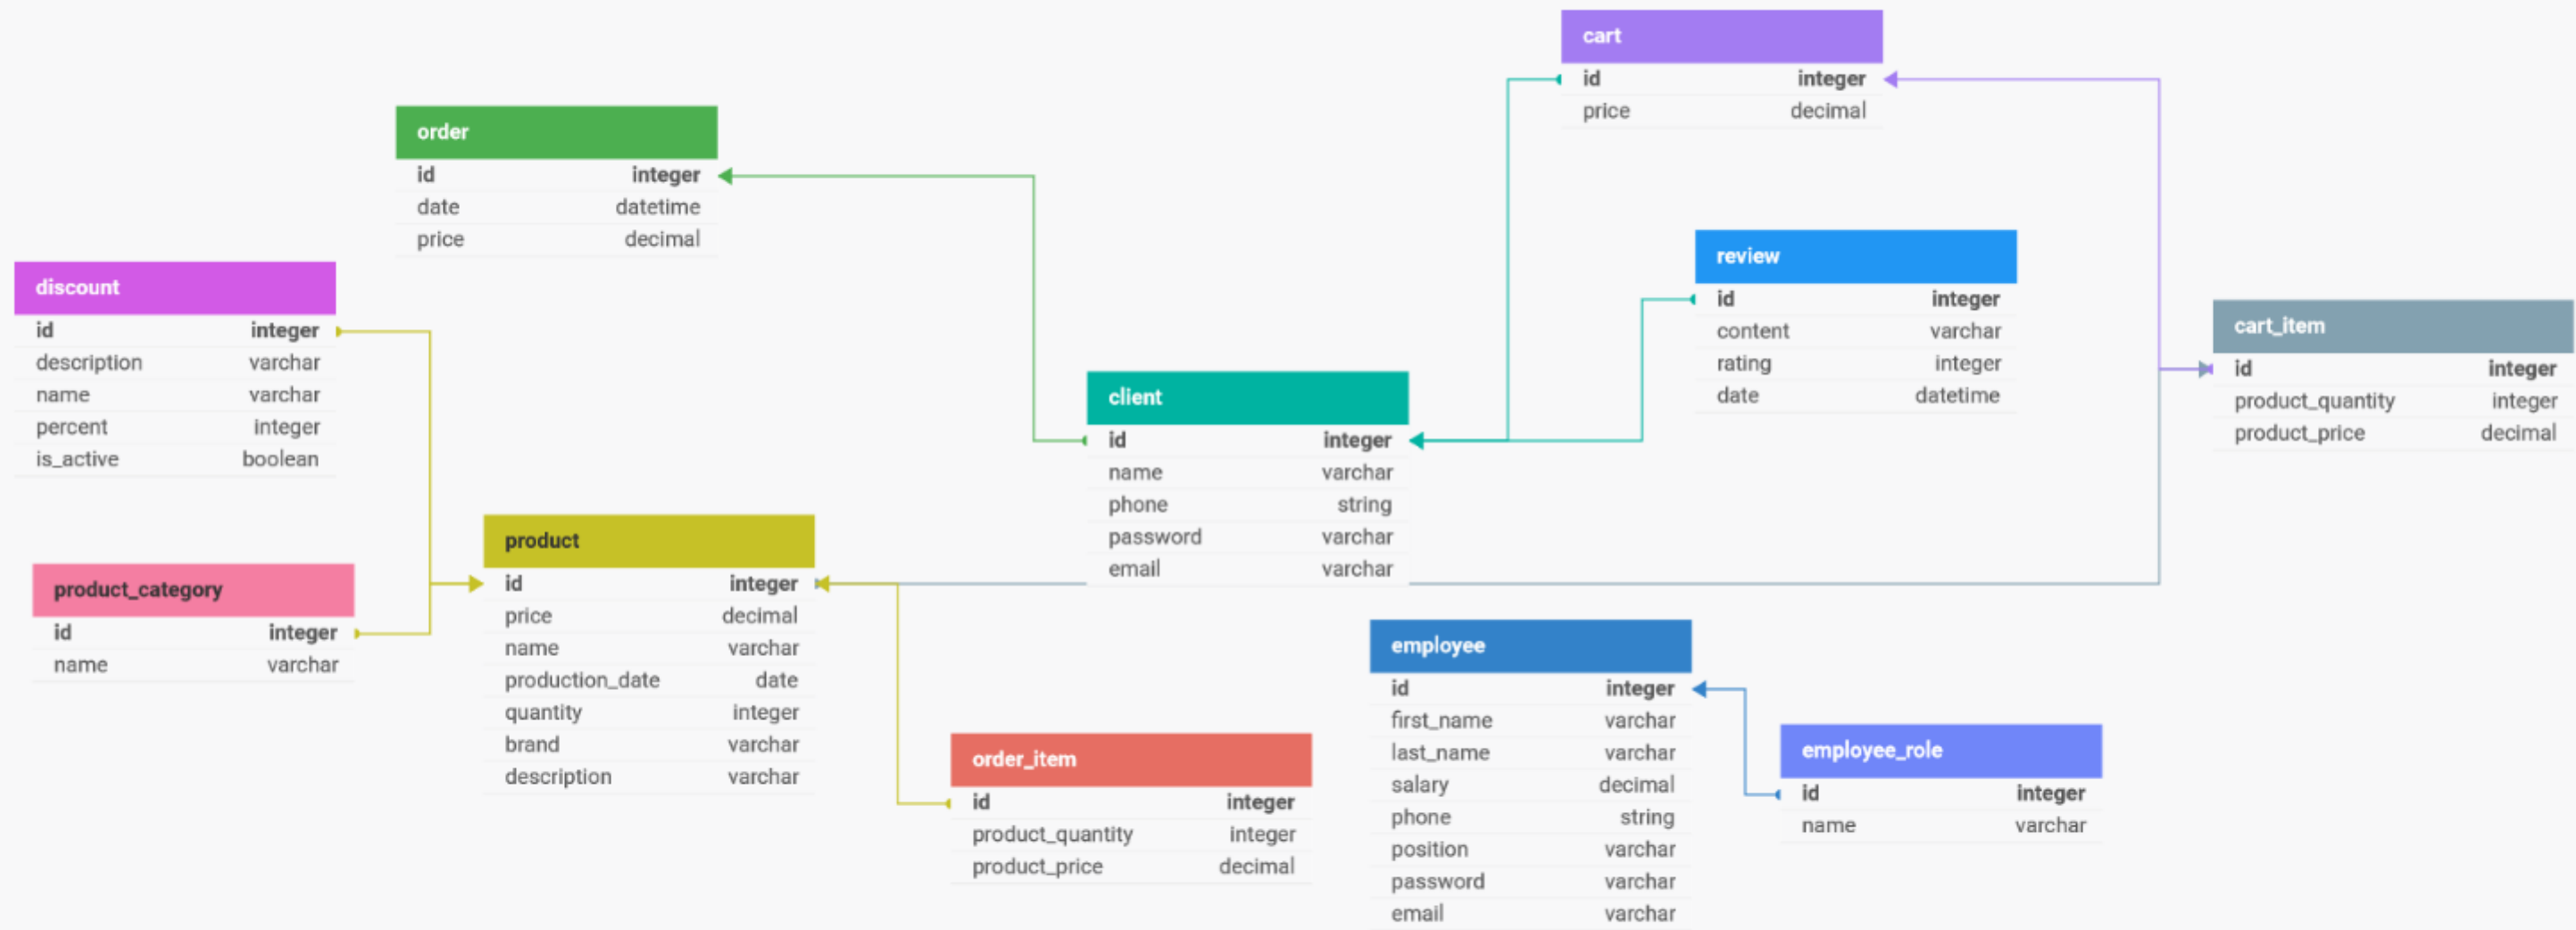 cart
id integer
price decimal
order
id integer
date datetime
price decimal
review
id integer
content varchar
rating integer
date datetime
discount
id integer
description varchar
name varchar
percent integer
is_active boolean
cart_item
id integer
product_quantity integer
product_price decimal
client
id integer
name varchar
phone string
password varchar
email varchar
product
id integer
price decimal
name varchar
production_date date
quantity integer
brand varchar
description varchar
product_category
id integer
name varchar
employee
id integer
first_name varchar
last_name varchar
salary decimal
phone string
position varchar
password varchar
email varchar
employee_role
id integer
name varchar
order_item
id integer
product_quantity integer
product_price decimal